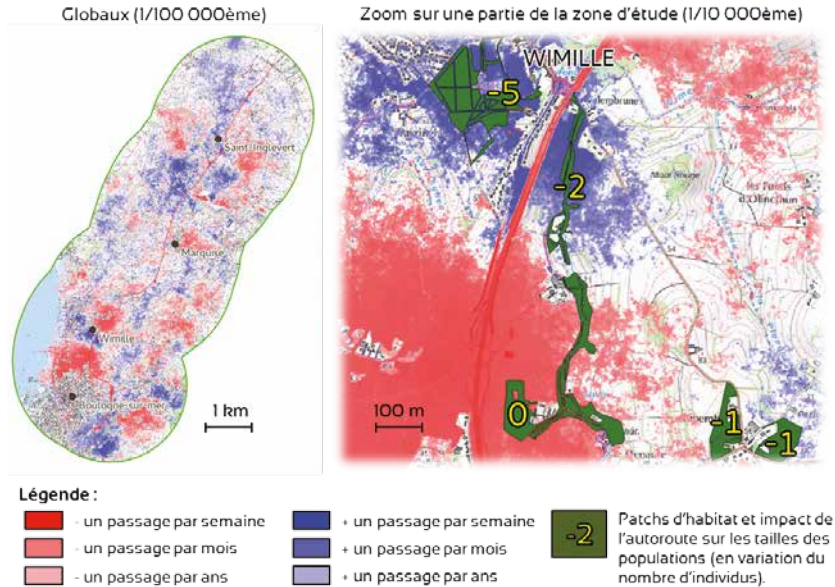 Globaux (1/100 000ème)
Zoom sur une partie de la zone d'étude (1/10 000ème)
WIMILLE
-5
Saint-Inglevert
-2
Marquise
Wimille
Boulogne-sur-mer
1 km
100 m
0
-1
-1
Légende :
- un passage par semaine
- un passage par mois
- un passage par ans
+ un passage par semaine
+ un passage par mois
+ un passage par ans
-2
Patchs d'habitat et impact de
l'autoroute sur les tailles des
populations (en variation du
nombre d'individus).